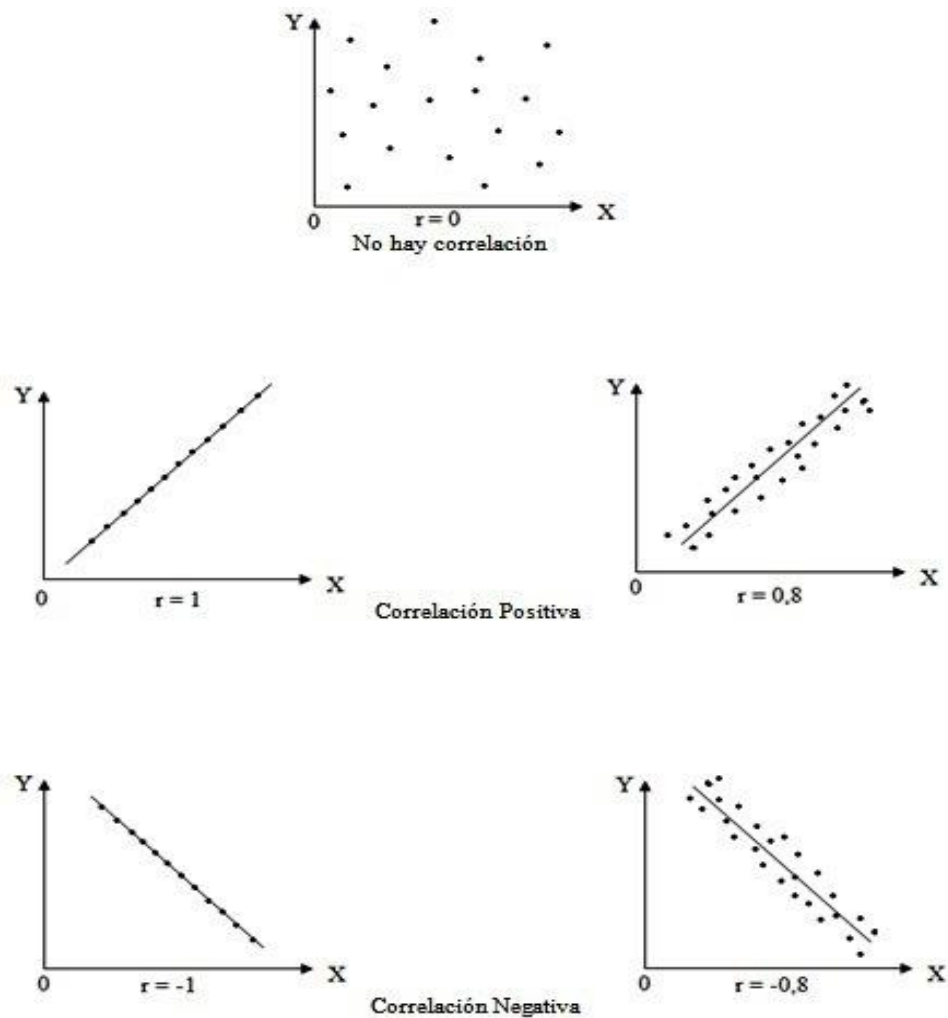 Y
0
r = 0
X
No hay correlación
Y
0
r = 1
X
Y
0
r = 0,8
X
Correlación Positiva
Y
0
r = -1
X
Y
0
r = -0,8
X
Correlación Negativa